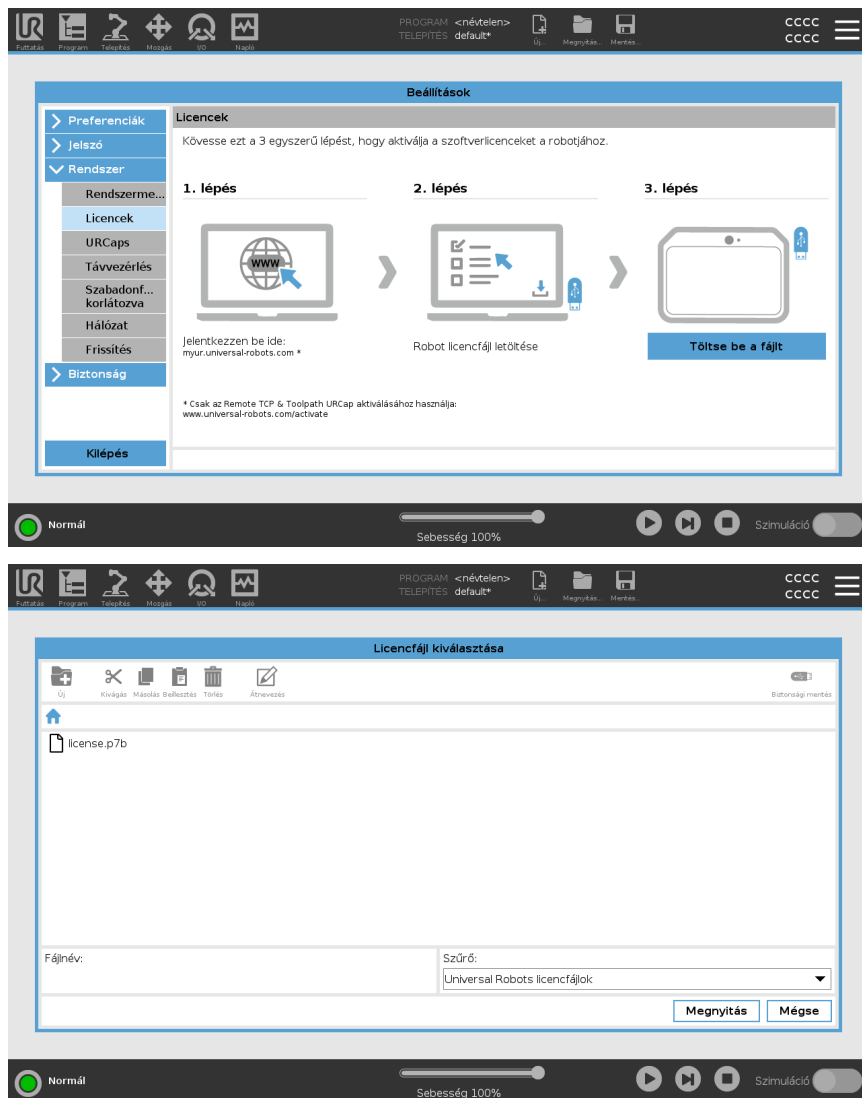 PROGRAM <névtelen>
TELEPÍTÉS default*
Futtatás Program Telepítés Mozgás I/O Napló
Új... Megnyitás... Mentés...
CCCC
CCCC
Beállítások
Preferenciák
Jelszó
Rendszer
Rendszerme...
Licencek
URCaps
Távvezérlés
Szabadonf...
korlátozva
Hálózat
Frissítés
Biztonság
Kilépés
Licencek
Kövesse ezt a 3 egyszerű lépést, hogy aktiválja a szoftverlicenceket a robotjához.
1. lépés
2. lépés
3. lépés
WWW
Jelentkezzen be ide:
myur.universal-robots.com *
Robot licencfájl letöltése
Töltse be a fájlt
* Csak az Remote TCP & Toolpath URCap aktiválásához használja:
www.universal-robots.com/activate
Normál
Sebesség 100%
Szimuláció
PROGRAM <névtelen>
TELEPÍTÉS default*
Futtatás Program Telepítés Mozgás I/O Napló
Új... Megnyitás... Mentés...
CCCC
CCCC
Licencfájl kiválasztása
Új Kivágás Másolás Beillesztés Törlés Átnevezés Biztonsági mentés
license.p7b
Fájlnév:
Szűrő:
Universal Robots licencfájlok
Megnyitás Mégse
Normál
Sebesség 100%
Szimuláció